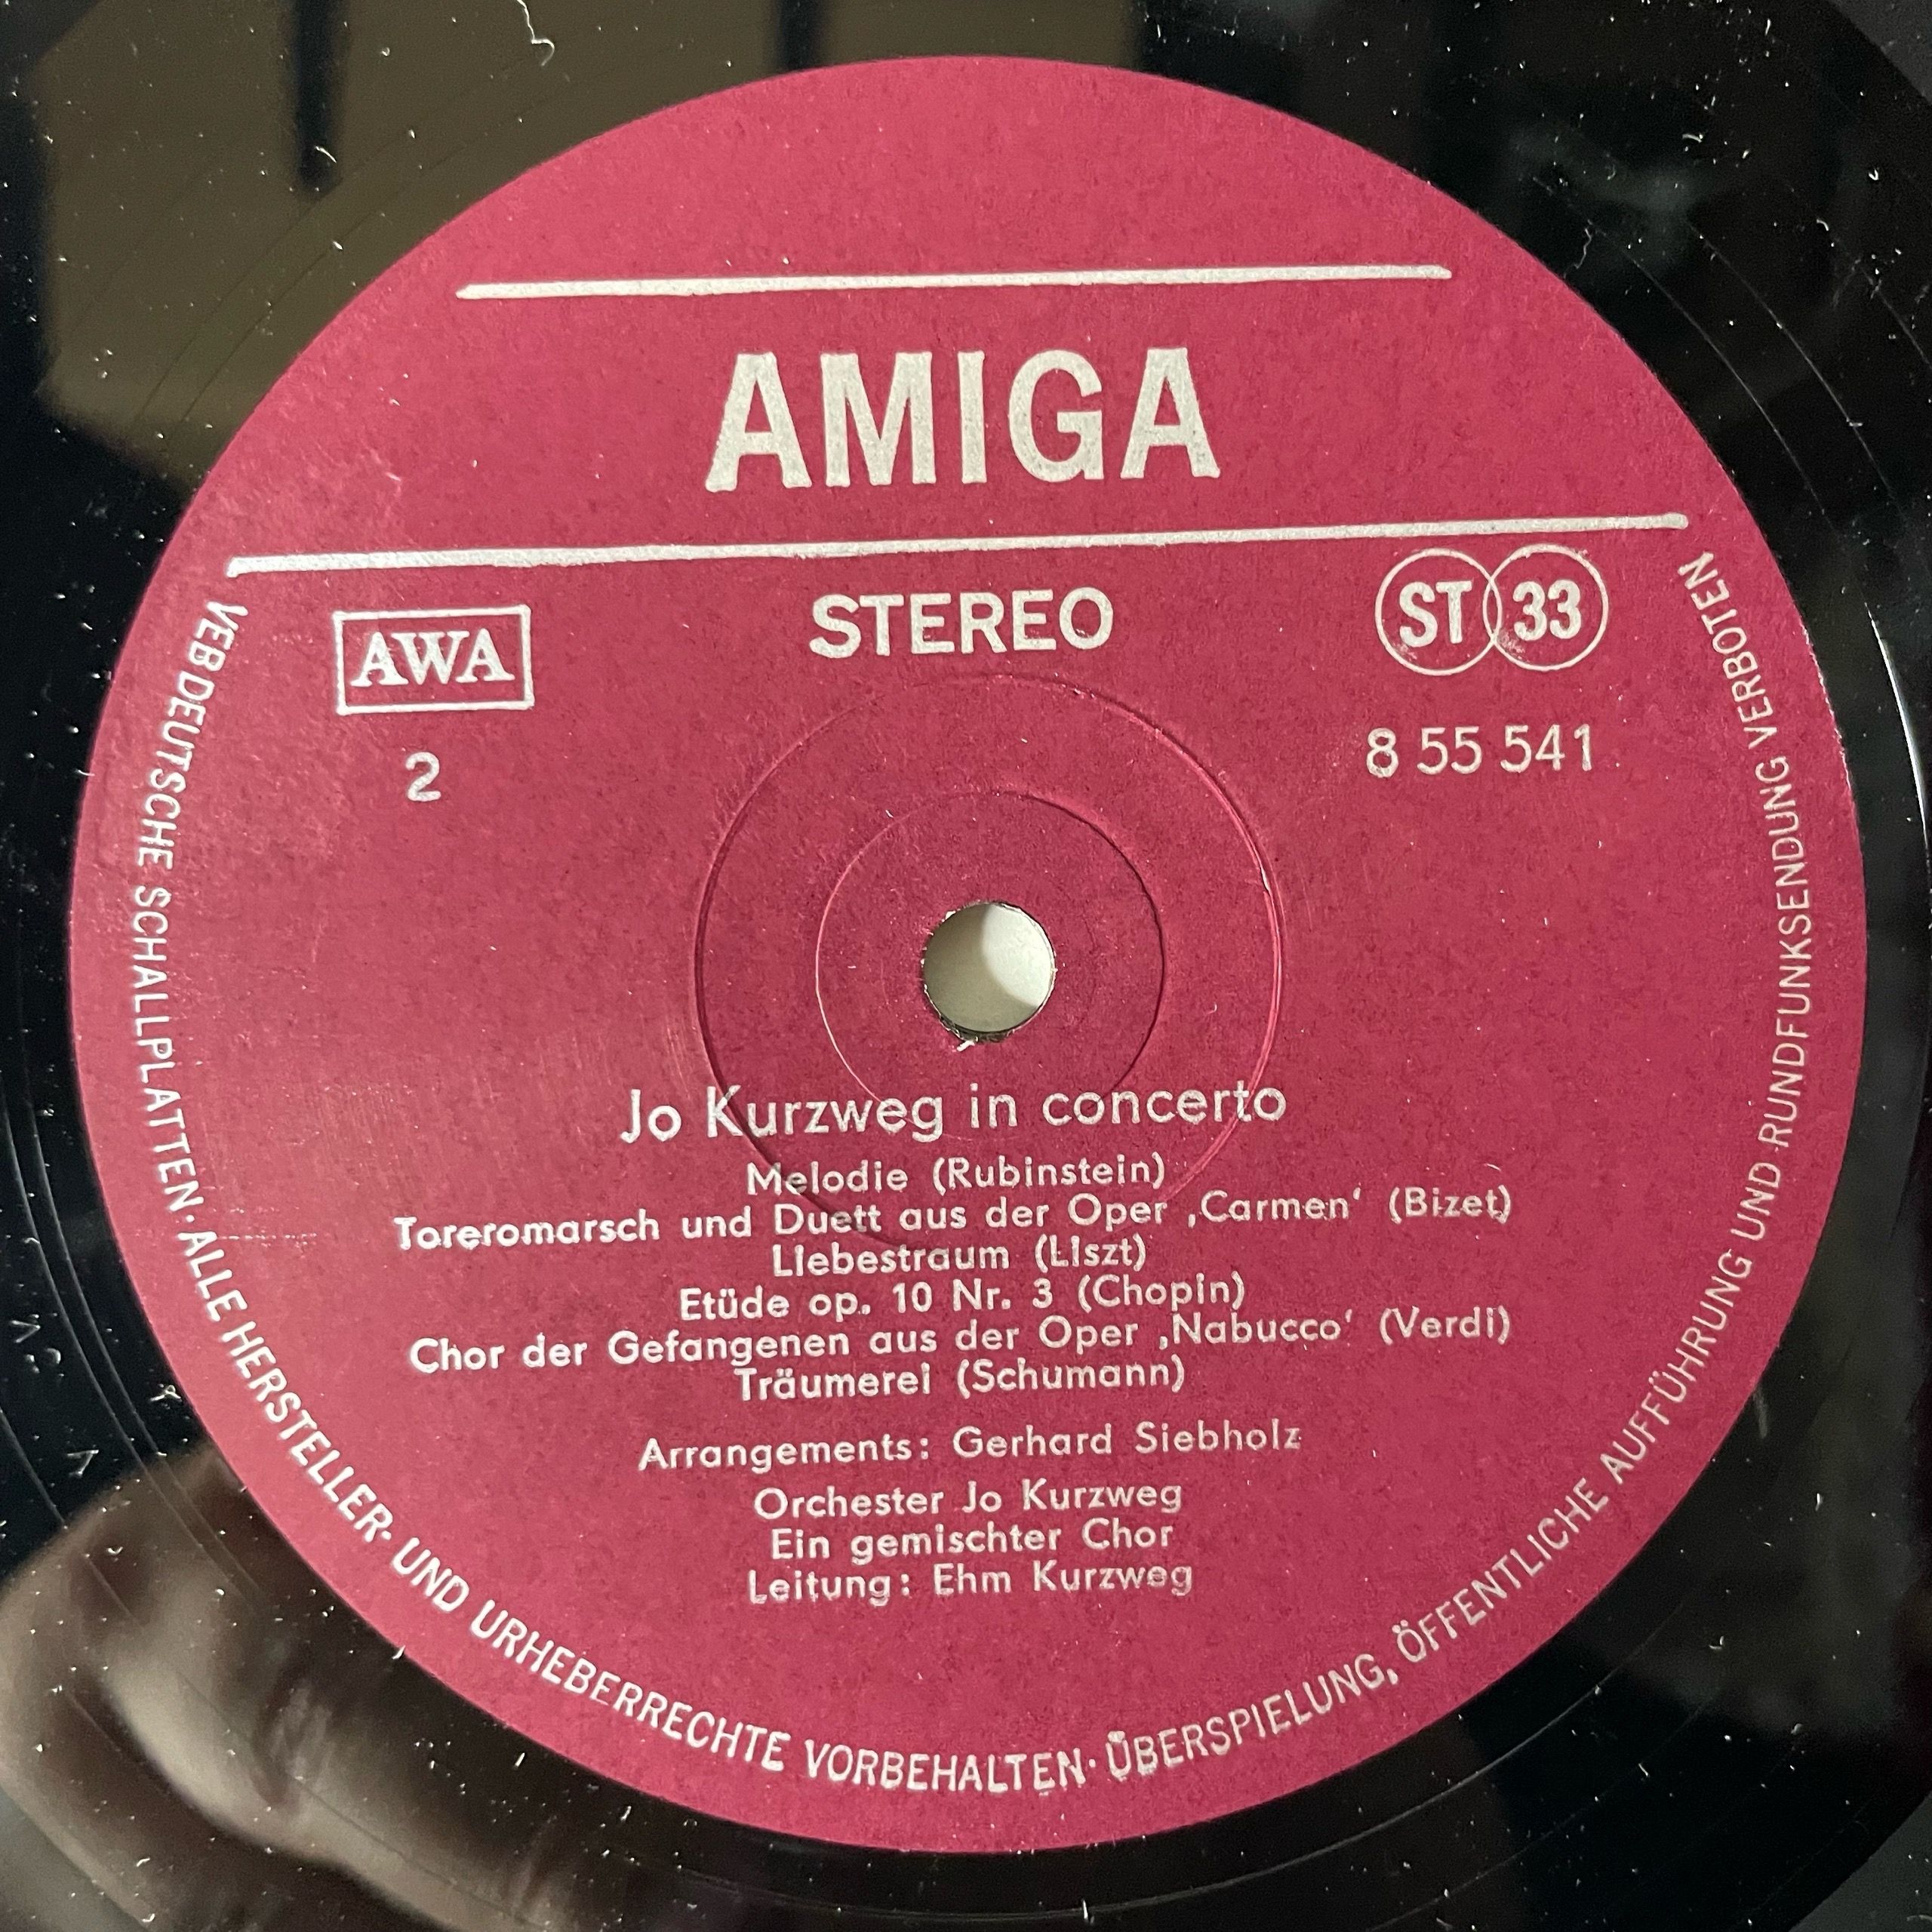 AMIGA
AWA
STEREO
ST 33
2
8 55 541
Jo Kurzweg in concerto
Melodie (Rubinstein)
Toreromarsch und Duett aus der Oper ‚Carmen‘ (Bizet)
Liebestraum (Liszt)
Etüde op. 10 Nr. 3 (Chopin)
Chor der Gefangenen aus der Oper ‚Nabucco‘ (Verdi)
Träumerei (Schumann)
Arrangements: Gerhard Siebholz
Orchester Jo Kurzweg
Ein gemischter Chor
Leitung: Ehm Kurzweg
VEB DEUTSCHE SCHALLPLATTEN · ALLE HERSTELLER- UND URHEBERRECHTE VORBEHALTEN · ÜBERSPIELUNG, ÖFFENTLICHE AUFFÜHRUNG UND RUNDFUNKSENDUNG VERBOTEN